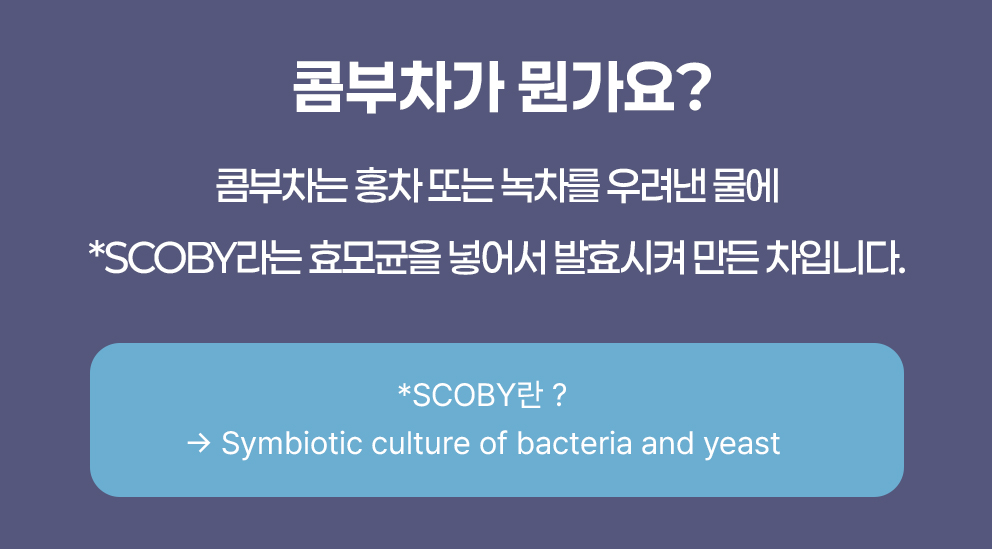 콤부차가 뭔가요?
콤부차는 홍차 또는 녹차를 우려낸 물에
*SCOBY라는 효모균을 넣어서 발효시켜 만든 차입니다.
*SCOBY란 ?
→ Symbiotic culture of bacteria and yeast